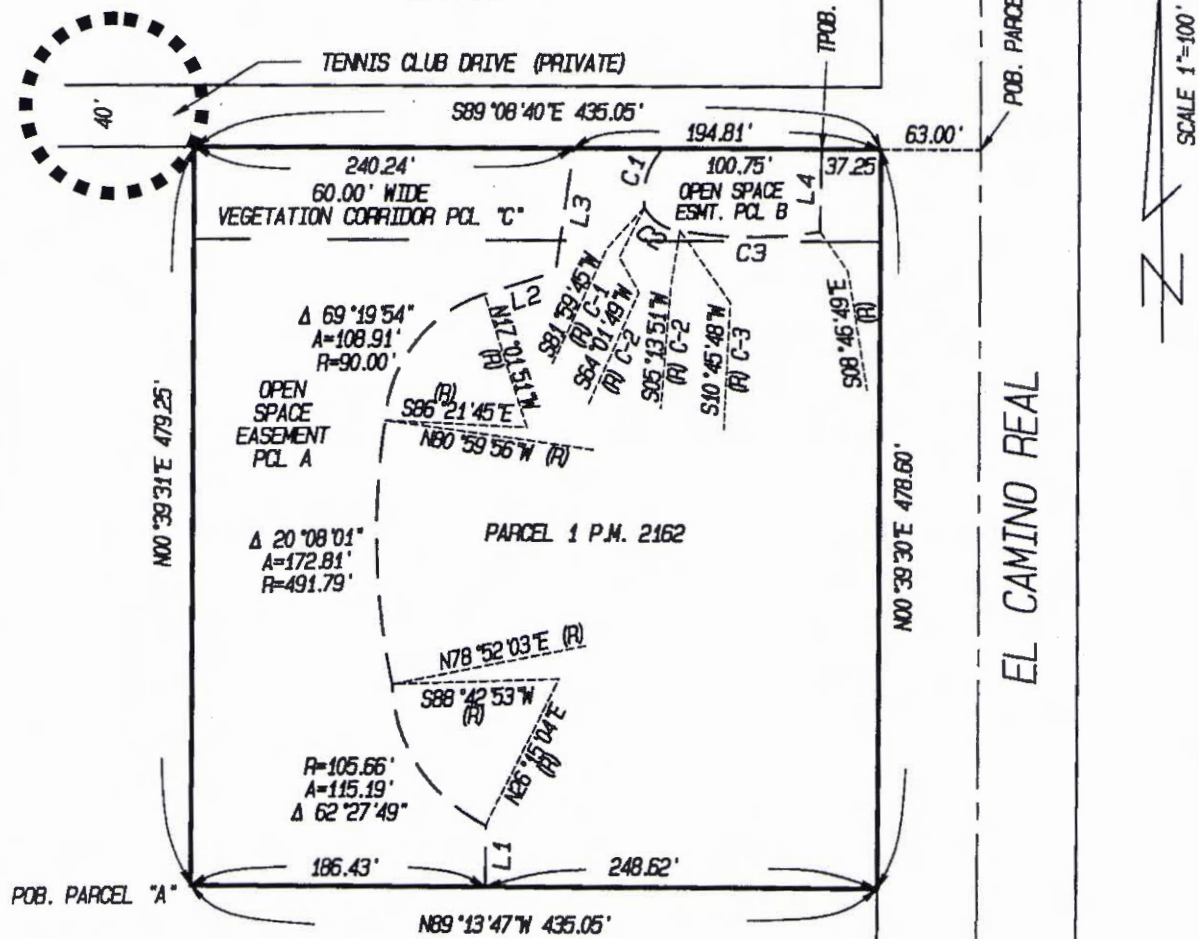 TPOB.
POB. PARCE
SCALE 1"=100'
TENNIS CLUB DRIVE (PRIVATE)
40'
S89°08'40"E 435.05'
194.81'
63.00'
240.24'
100.75'
37.25
60.00' WIDE
VEGETATION CORRIDOR PCL "C"
L3
C1
OPEN SPACE
ESMT. PCL B
L4
C3
L2
S81°59'45"W
(R) C-1
S64°01'49"W
(R) C-2
S05°13'51"W
(R) C-2
S10°45'48"W
(R) C-3
S08°46'49"E
(R)
N17°01'51"W
(R)
Δ 69°19'54"
A=108.91'
R=90.00'
(R)
S86°21'45"E
N80°59'56"W (R)
OPEN
SPACE
EASEMENT
PCL A
N00°39'31"E 479.25'
PARCEL 1 P.M. 2162
N00°39'30"E 478.60'
EL CAMINO REAL
Δ 20°08'01"
A=172.81'
R=491.79'
N78°52'03"E (R)
S88°42'53"W
(R)
N26°15'04"E
(R)
R=105.66'
A=115.19'
Δ 62°27'49"
L1
186.43'
248.62'
POB. PARCEL "A"
N89°13'47"W 435.05'